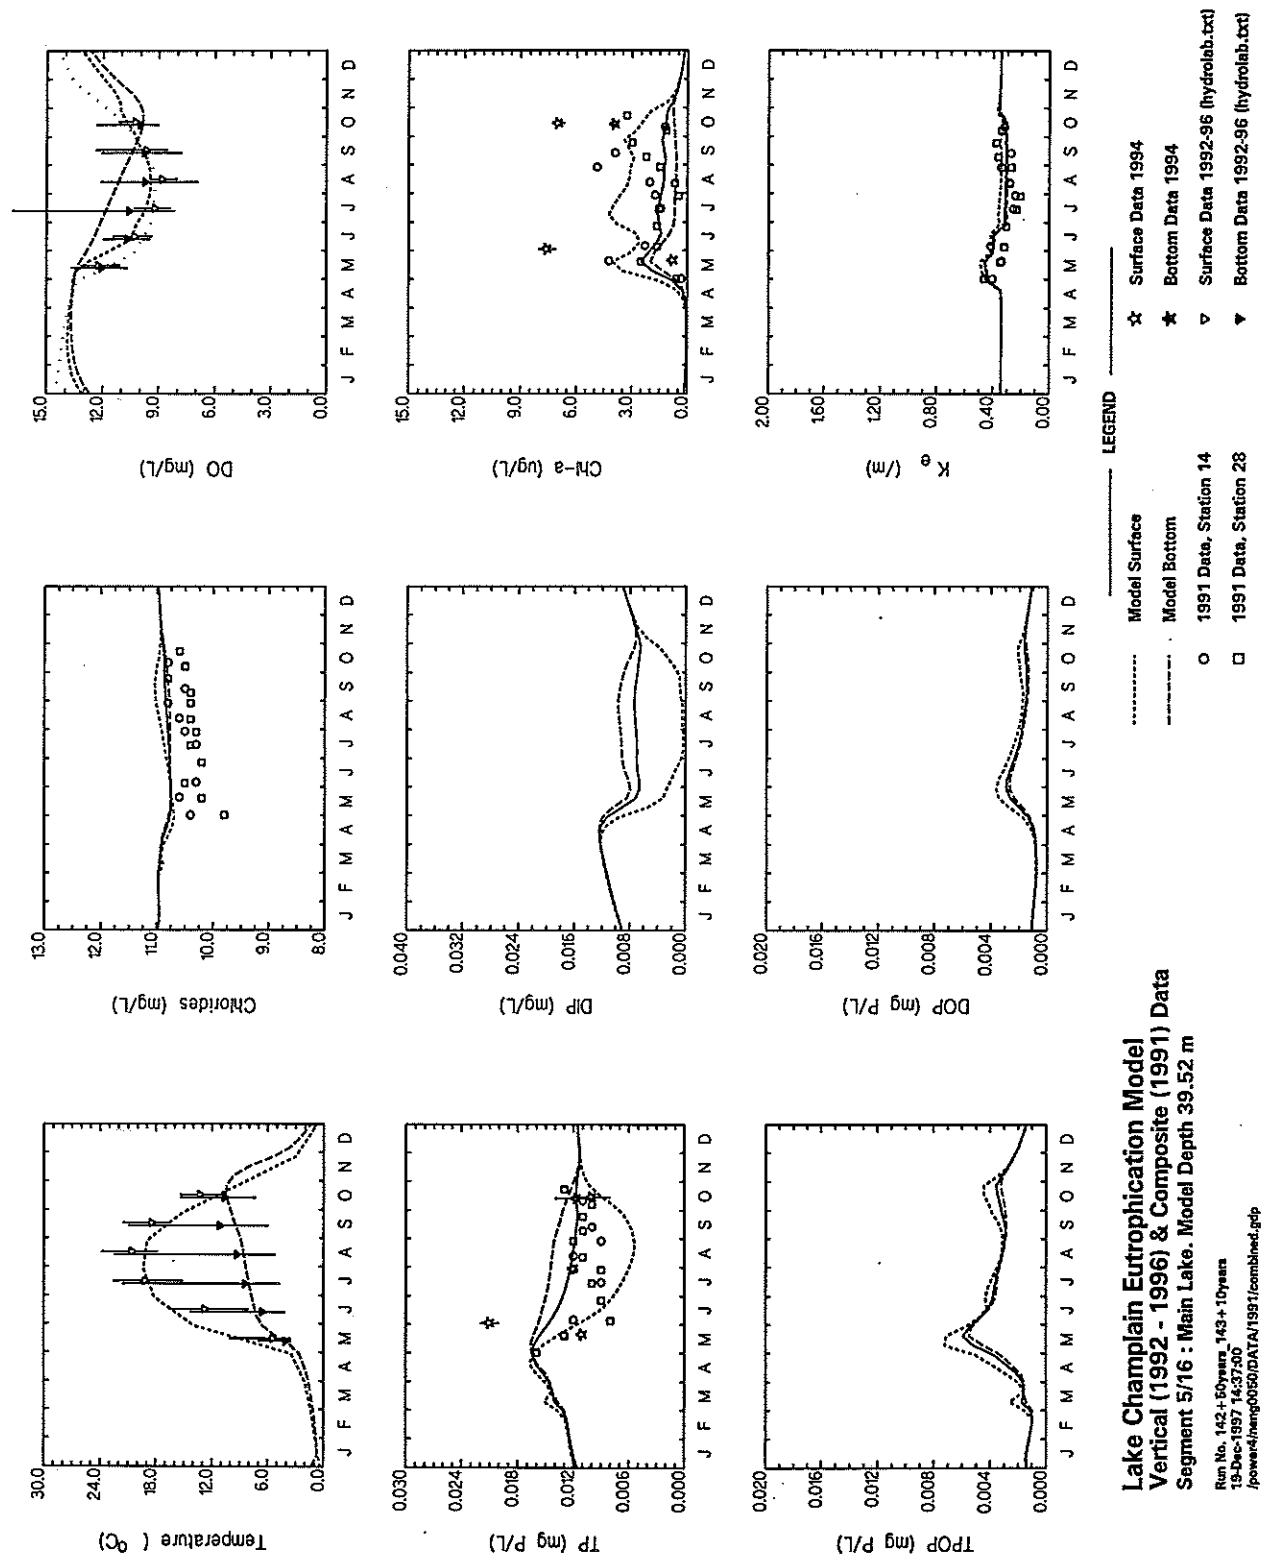 Temperature ( °C)
30.0
24.0
18.0
12.0
6.0
0.0
J F M A M J J A S O N D
Chlorides (mg/L)
13.0
12.0
11.0
10.0
9.0
8.0
J F M A M J J A S O N D
DO (mg/L)
15.0
12.0
9.0
6.0
3.0
0.0
J F M A M J J A S O N D
TP (mg P/L)
0.030
0.024
0.018
0.012
0.006
0.000
J F M A M J J A S O N D
DIP (mg/L)
0.040
0.032
0.024
0.016
0.008
0.000
J F M A M J J A S O N D
Chl-a (ug/L)
15.0
12.0
9.0
6.0
3.0
0.0
J F M A M J J A S O N D
TPOP (mg P/L)
0.020
0.016
0.012
0.008
0.004
0.000
J F M A M J J A S O N D
DOP (mg P/L)
0.020
0.016
0.012
0.008
0.004
0.000
J F M A M J J A S O N D
Ke (/m)
2.00
1.60
1.20
0.80
0.40
0.00
J F M A M J J A S O N D
Lake Champlain Eutrophication Model
Vertical (1992 - 1996) & Composite (1991) Data
Segment 5/16 : Main Lake. Model Depth 39.52 m
Run No. 142+50years_143+10years
19-Dec-1997 14:37:00
/power4/neng0050/DATA/1991/combined.gdp
LEGEND
Model Surface
Model Bottom
1991 Data, Station 14
1991 Data, Station 28
Surface Data 1994
Bottom Data 1994
Surface Data 1992-96 (hydrolab.txt)
Bottom Data 1992-96 (hydrolab.txt)